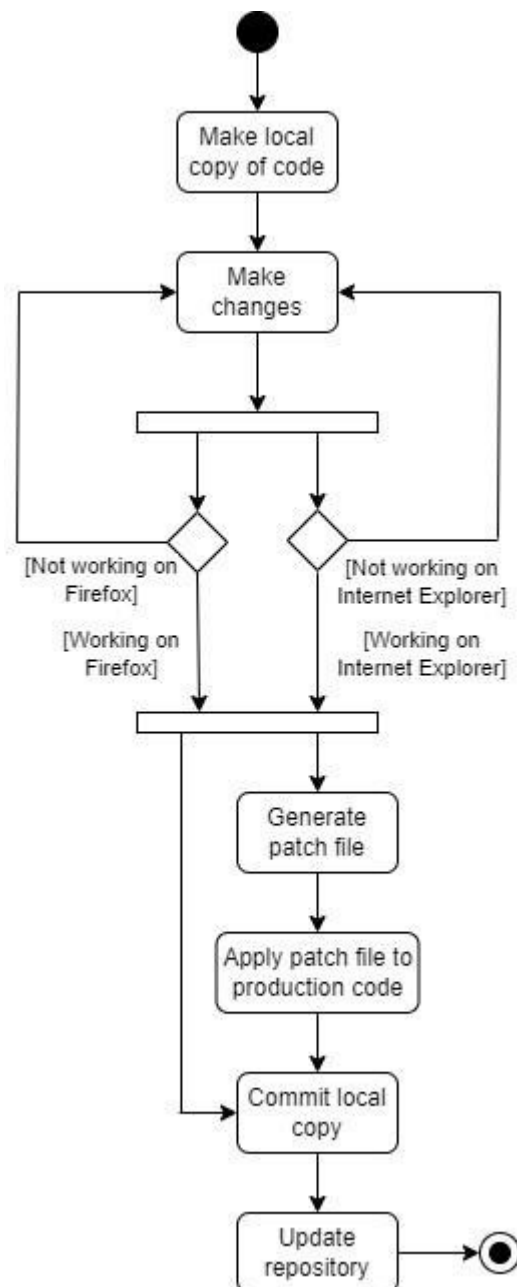 Make local
copy of code
Make
changes
[Not working on
Firefox]
[Not working on
Internet Explorer]
[Working on
Firefox]
[Working on
Internet Explorer]
Generate
patch file
Apply patch file to
production code
Commit local
copy
Update
repository